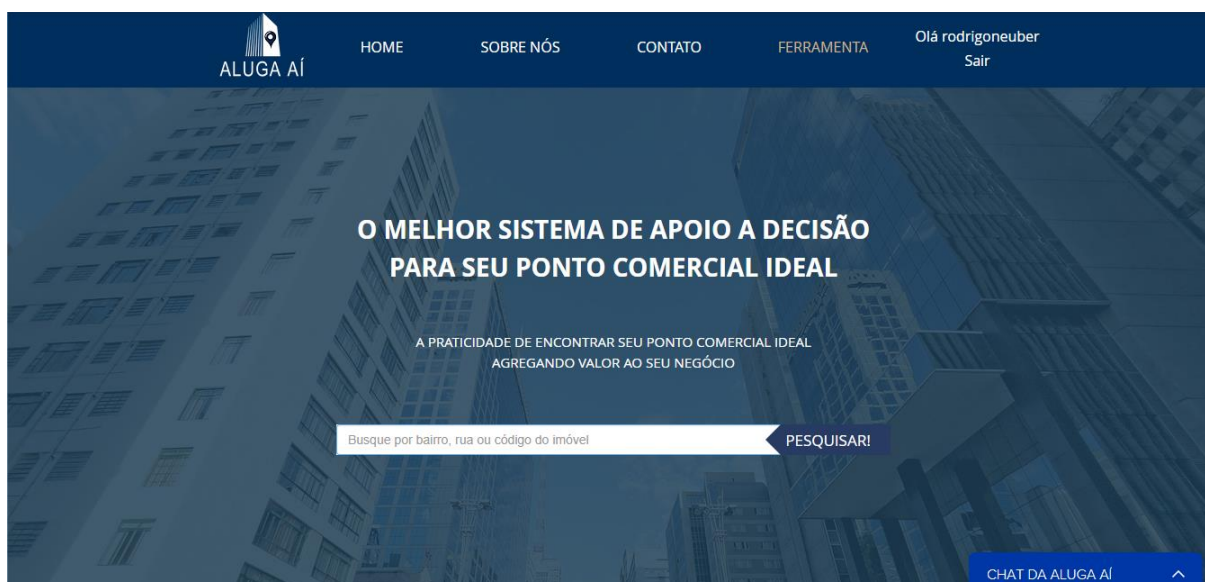 ALUGA AÍ
HOME
SOBRE NÓS
CONTATO
FERRAMENTA
Olá rodrigoneuber
Sair
O MELHOR SISTEMA DE APOIO A DECISÃO
PARA SEU PONTO COMERCIAL IDEAL
A PRATICIDADE DE ENCONTRAR SEU PONTO COMERCIAL IDEAL
AGREGANDO VALOR AO SEU NEGÓCIO
Busque por bairro, rua ou código do imóvel
PESQUISAR!
CHAT DA ALUGA AÍ